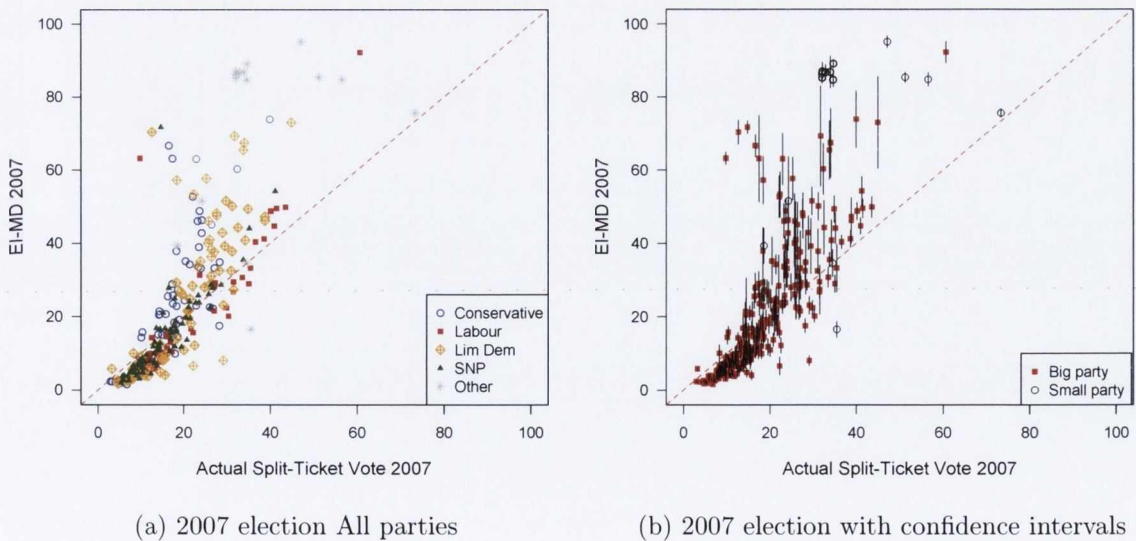 100
80
60
40
20
0
EI-MD 2007
0 20 40 60 80 100
Actual Split-Ticket Vote 2007
Conservative
Labour
Lim Dem
SNP
Other
(a) 2007 election All parties
100
80
60
40
20
0
EI-MD 2007
0 20 40 60 80 100
Actual Split-Ticket Vote 2007
Big party
Small party
(b) 2007 election with confidence intervals